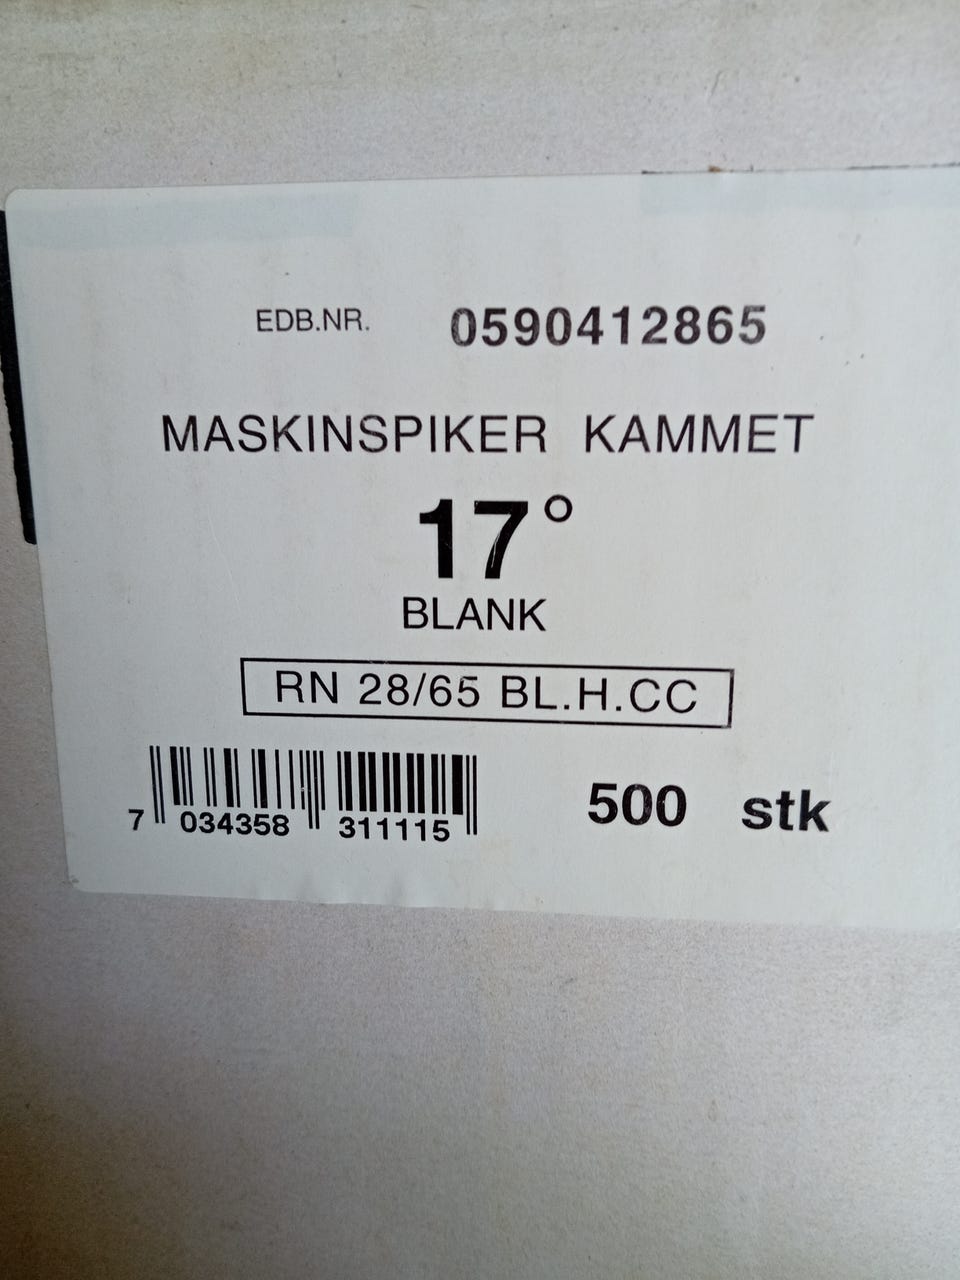 EDB.NR. 0590412865
MASKINSPIKER KAMMET
17°
BLANK
RN 28/65 BL.H.CC
7 034358 311115 500 stk